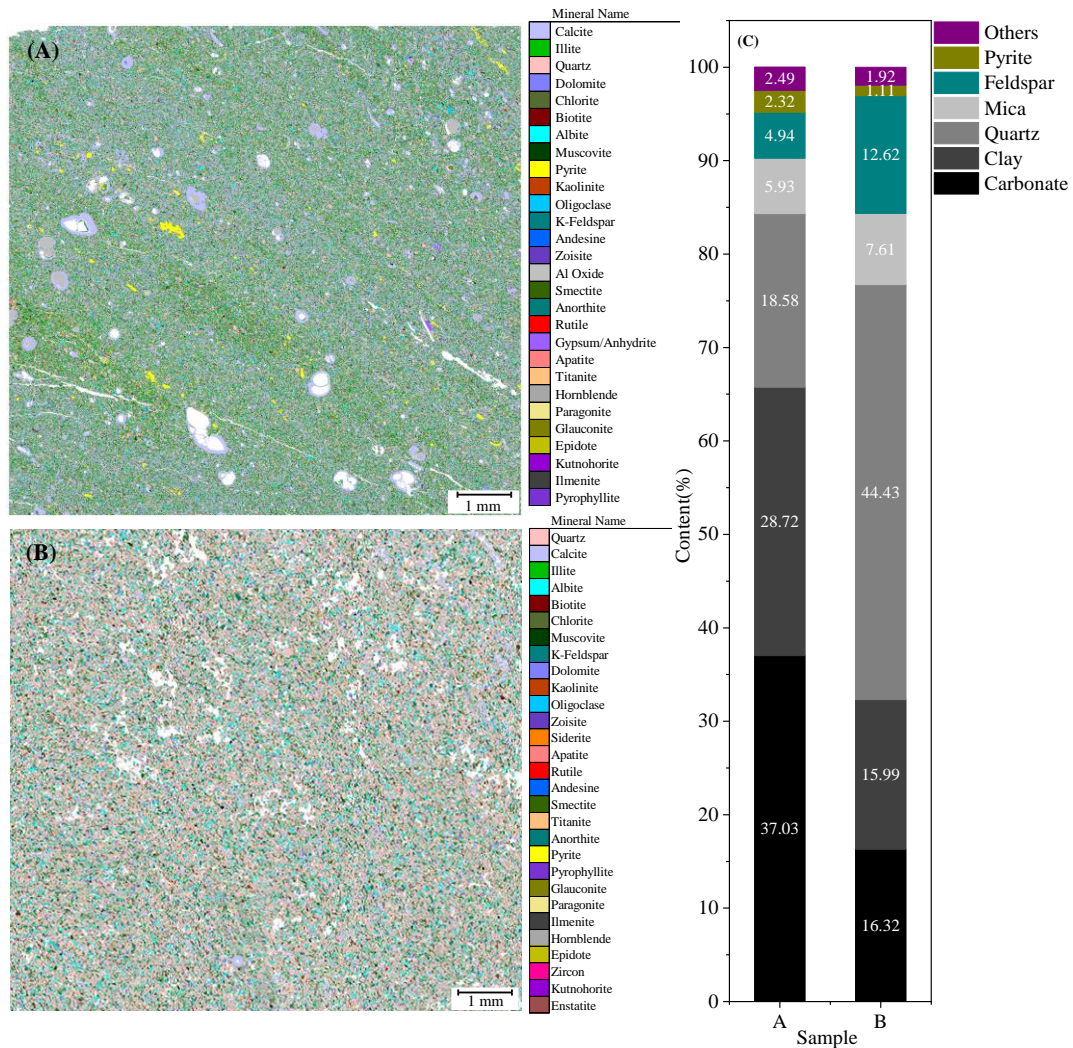 (A)
1 mm
Mineral Name
Calcite
Illite
Quartz
Dolomite
Chlorite
Biotite
Albite
Muscovite
Pyrite
Kaolinite
Oligoclase
K-Feldspar
Andesine
Zoisite
Al Oxide
Smectite
Anorthite
Rutile
Gypsum/Anhydrite
Apatite
Titanite
Hornblende
Paragonite
Glauconite
Epidote
Kutnohorite
Ilmenite
Pyrophyllite
(B)
1 mm
Mineral Name
Quartz
Calcite
Illite
Albite
Biotite
Chlorite
Muscovite
K-Feldspar
Dolomite
Kaolinite
Oligoclase
Zoisite
Siderite
Apatite
Rutile
Andesine
Smectite
Titanite
Anorthite
Pyrite
Pyrophyllite
Glauconite
Paragonite
Ilmenite
Hornblende
Epidote
Zircon
Kutnohorite
Enstatite
(C)
Others
Pyrite
Feldspar
Mica
Quartz
Clay
Carbonate
Content(%)
100
90
80
70
60
50
40
30
20
10
0
2.49
2.32
4.94
5.93
18.58
28.72
37.03
1.92
1.11
12.62
7.61
44.43
15.99
16.32
A
B
Sample